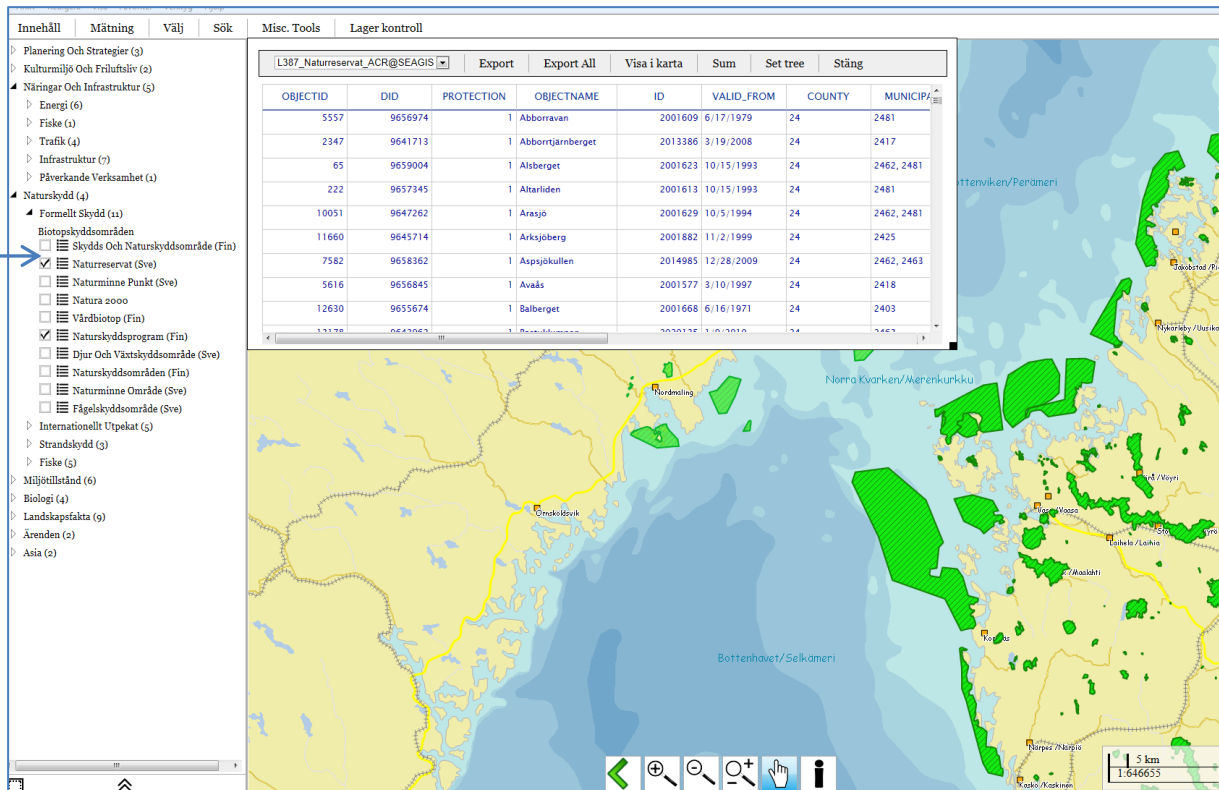 Innehåll Mätning Välj Sök Misc. Tools Lager kontroll
Planering Och Strategier (3)
Kulturmiljö Och Friluftsliv (2)
Näringar Och Infrastruktur (5)
Energi (6)
Fiske (1)
Trafik (4)
Infrastruktur (7)
Påverkande Verksamhet (1)
Naturskydd (4)
Formellt Skydd (11)
Biotopskyddsområden
Skydds Och Naturskyddsområde (Fin)
Naturreservat (Sve)
Naturminne Punkt (Sve)
Natura 2000
Vårdbiotop (Fin)
Naturskyddsprogram (Fin)
Djur Och Växtskyddsområde (Sve)
Naturskyddsområden (Fin)
Naturminne Område (Sve)
Fågelskyddsområde (Sve)
Internationellt Utpekat (5)
Strandskydd (3)
Fiske (5)
Miljötillstånd (6)
Biologi (4)
Landskapsfakta (9)
Ärenden (2)
Asia (2)
L387_Naturreservat_ACR@SEAGIS Export Export All Visa i karta Sum Set tree Stäng
OBJECTID DID PROTECTION OBJECTNAME ID VALID_FROM COUNTY MUNICIPA
5557 9656974 1 Abborravan 2001609 6/17/1979 24 2481
2347 9641713 1 Abborrtjärnberget 2013386 3/19/2008 24 2417
65 9659004 1 Alsberget 2001623 10/15/1993 24 2462, 2481
222 9657345 1 Altarliden 2001613 10/15/1993 24 2481
10051 9647262 1 Arasjö 2001629 10/5/1994 24 2462, 2481
11660 9645714 1 Arksjöberg 2001882 11/2/1999 24 2425
7582 9658362 1 Aspsjökullen 2014985 12/28/2009 24 2462, 2463
5616 9656845 1 Avaås 2001577 3/10/1997 24 2418
12630 9655674 1 Balberget 2001668 6/16/1971 24 2403
ttenviken/Perämeri
Jakobstad /Pie
Nykarleby /Uusika
Norra Kvarken/Merenkurkku
Nordmaling
Örnsköldsvik
/Vöyri
Vasa /Vaasa
Laihela /Laihia
/Maalahti
Bottenhavet/Selkämeri
Närpes /Närpiö
Kaskö /Kaskinen
5 km
1:646655